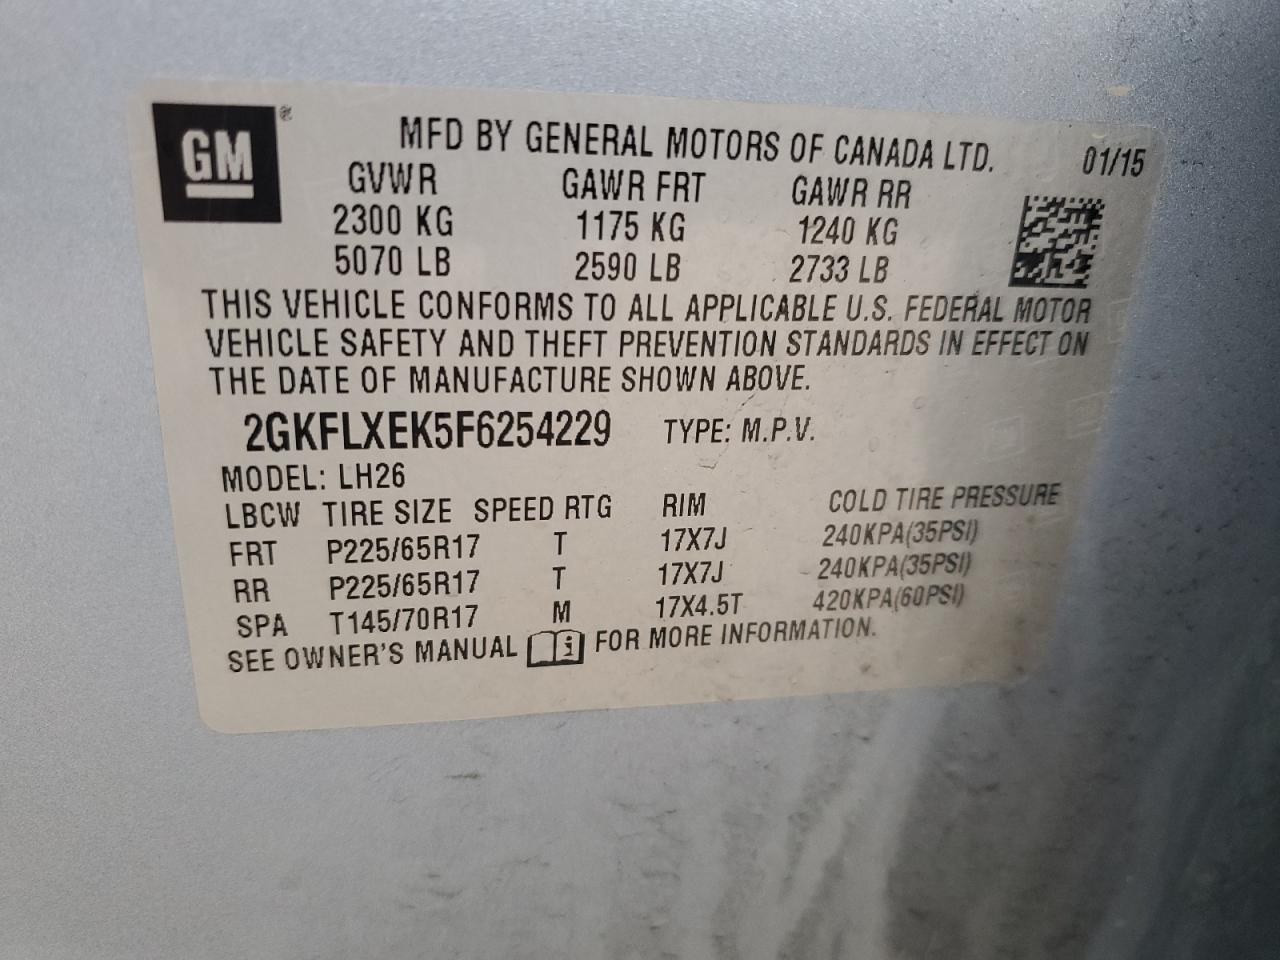 GM ®
MFD BY GENERAL MOTORS OF CANADA LTD. 01/15
GVWR GAWR FRT GAWR RR
2300 KG 1175 KG 1240 KG
5070 LB 2590 LB 2733 LB
THIS VEHICLE CONFORMS TO ALL APPLICABLE U.S. FEDERAL MOTOR
VEHICLE SAFETY AND THEFT PREVENTION STANDARDS IN EFFECT ON
THE DATE OF MANUFACTURE SHOWN ABOVE.
2GKFLXEK5F6254229 TYPE: M.P.V.
MODEL: LH26
LBCW TIRE SIZE SPEED RTG RIM COLD TIRE PRESSURE
FRT P225/65R17 T 17X7J 240KPA(35PSI)
RR P225/65R17 T 17X7J 240KPA(35PSI)
SPA T145/70R17 M 17X4.5T 420KPA(60PSI)
SEE OWNER'S MANUAL i FOR MORE INFORMATION.